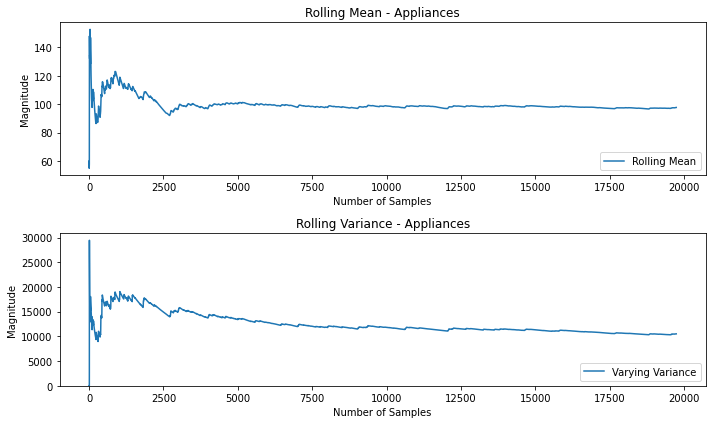 Rolling Mean - Appliances
140
120
100
80
60
Magnitude
0 2500 5000 7500 10000 12500 15000 17500 20000
Number of Samples
Rolling Mean
Rolling Variance - Appliances
30000
25000
20000
15000
10000
5000
0
Magnitude
0 2500 5000 7500 10000 12500 15000 17500 20000
Number of Samples
Varying Variance